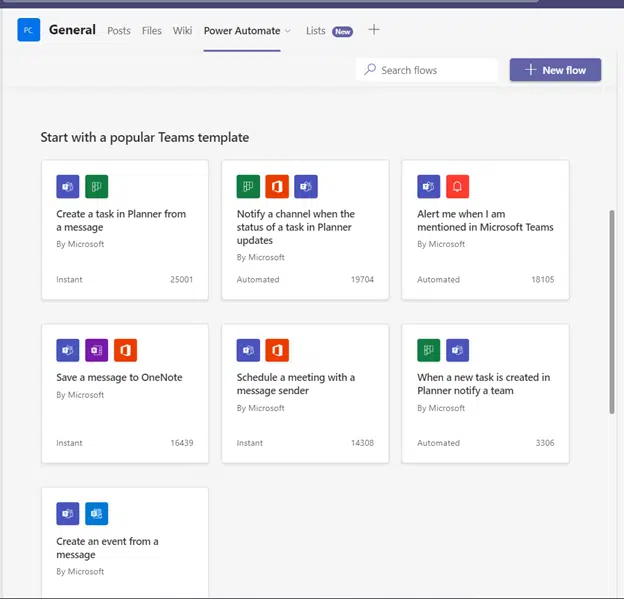 PC General Posts Files Wiki Power Automate Lists New
Search flows New flow
Start with a popular Teams template
Create a task in Planner from
a message
By Microsoft
Instant 25001
Notify a channel when the
status of a task in Planner
updates
By Microsoft
Automated 19704
Alert me when I am
mentioned in Microsoft Teams
By Microsoft
Automated 18105
Save a message to OneNote
By Microsoft
Instant 16439
Schedule a meeting with a
message sender
By Microsoft
Instant 14308
When a new task is created in
Planner notify a team
By Microsoft
Automated 3306
Create an event from a
message
By Microsoft